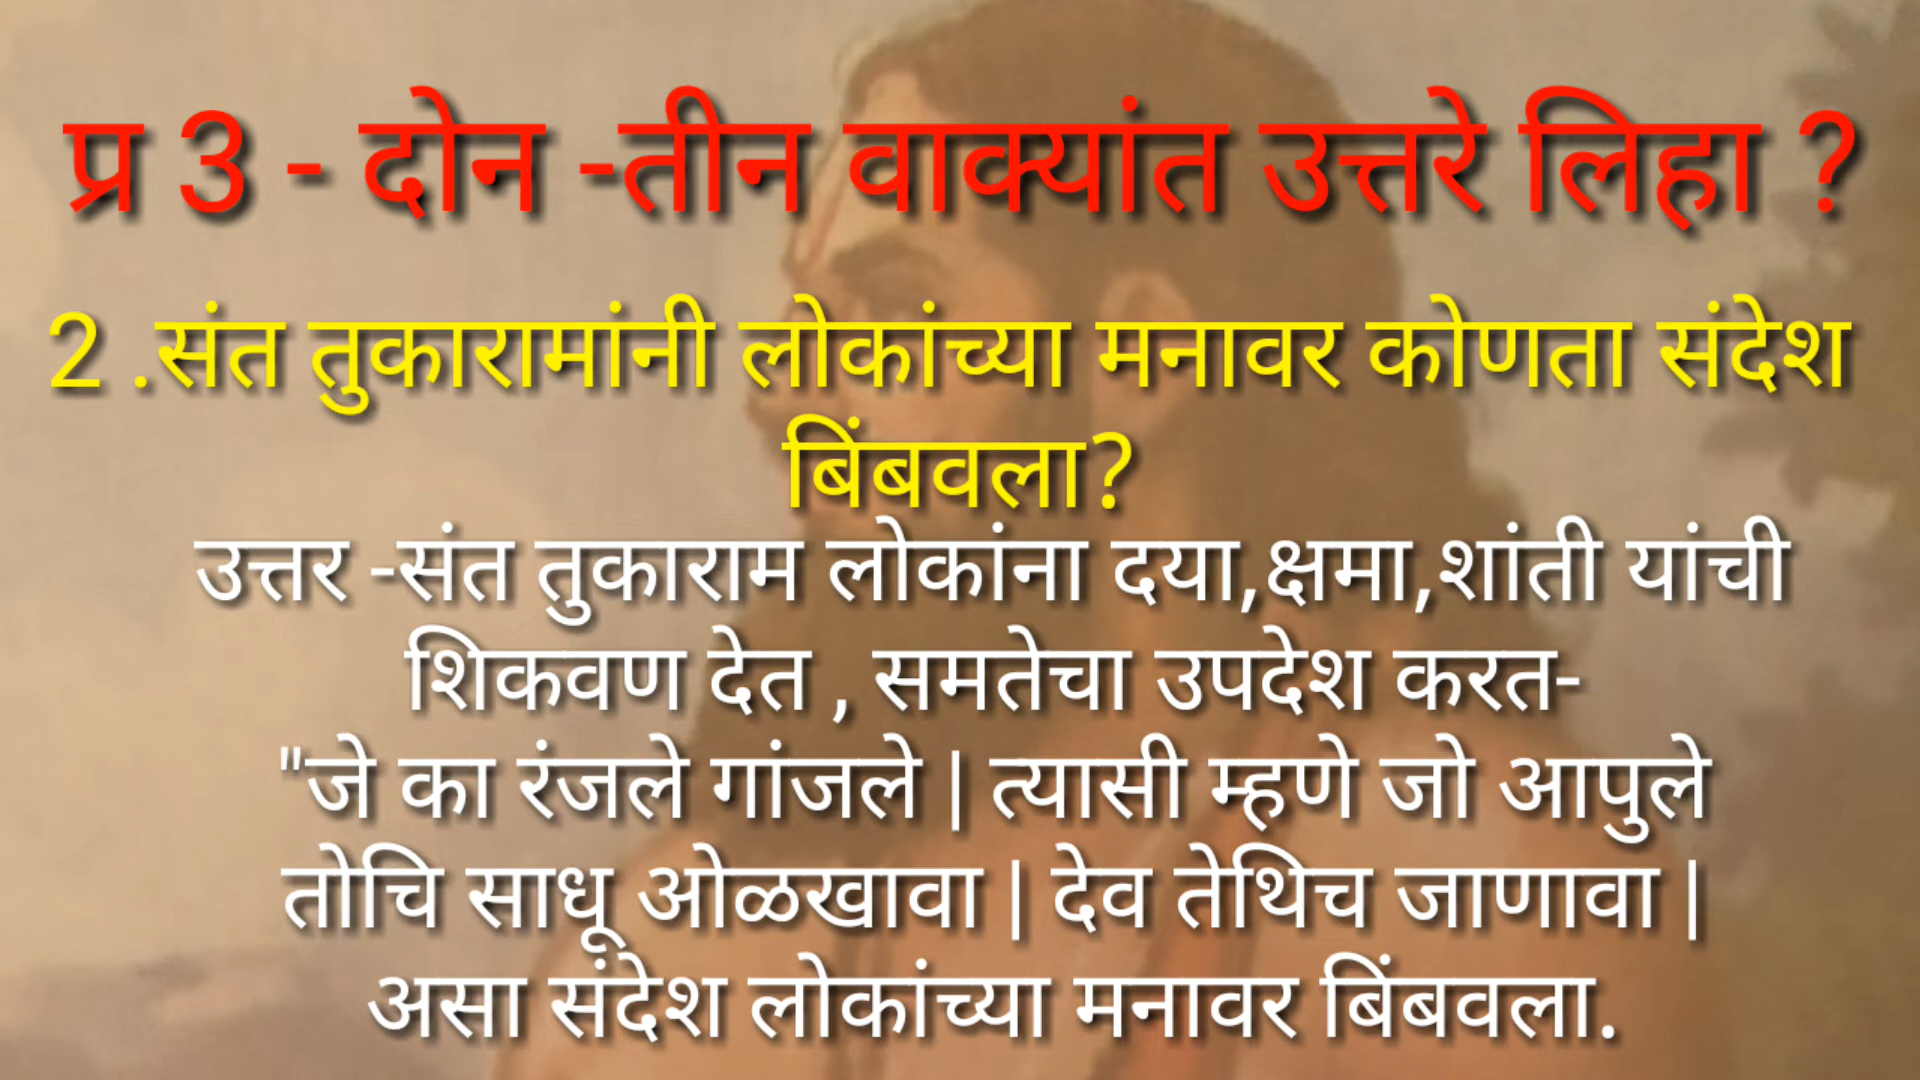 प्र 3 - दोन -तीन वाक्यांत उत्तरे लिहा ?
2 .संत तुकारामांनी लोकांच्या मनावर कोणता संदेश
बिंबवला?
उत्तर -संत तुकाराम लोकांना दया,क्षमा,शांती यांची
शिकवण देत , समतेचा उपदेश करत-
"जे का रंजले गांजले | त्यासी म्हणे जो आपुले
तोचि साधू ओळखावा | देव तेथिच जाणावा |
असा संदेश लोकांच्या मनावर बिंबवला.